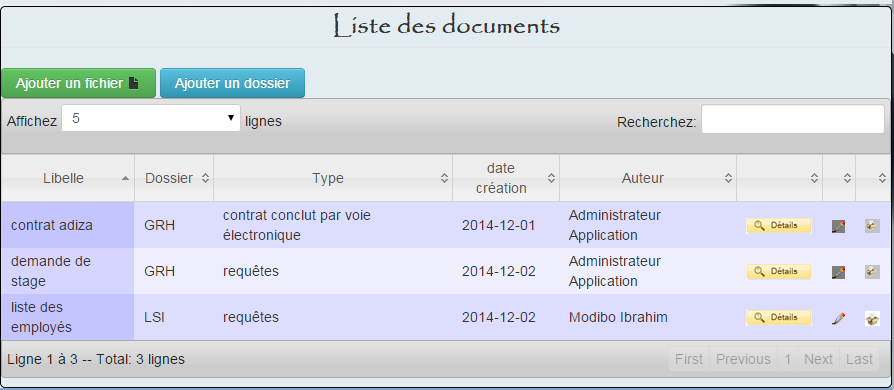 Liste des documents
Ajouter un fichier Ajouter un dossier
Affichez 5 lignes Recherchez:
Libelle Dossier Type date création Auteur
contrat adiza GRH contrat conclut par voie électronique 2014-12-01 Administrateur Application Détails
demande de stage GRH requêtes 2014-12-02 Administrateur Application Détails
liste des employés LSI requêtes 2014-12-02 Modibo Ibrahim Détails
Ligne 1 à 3 -- Total: 3 lignes First Previous 1 Next Last